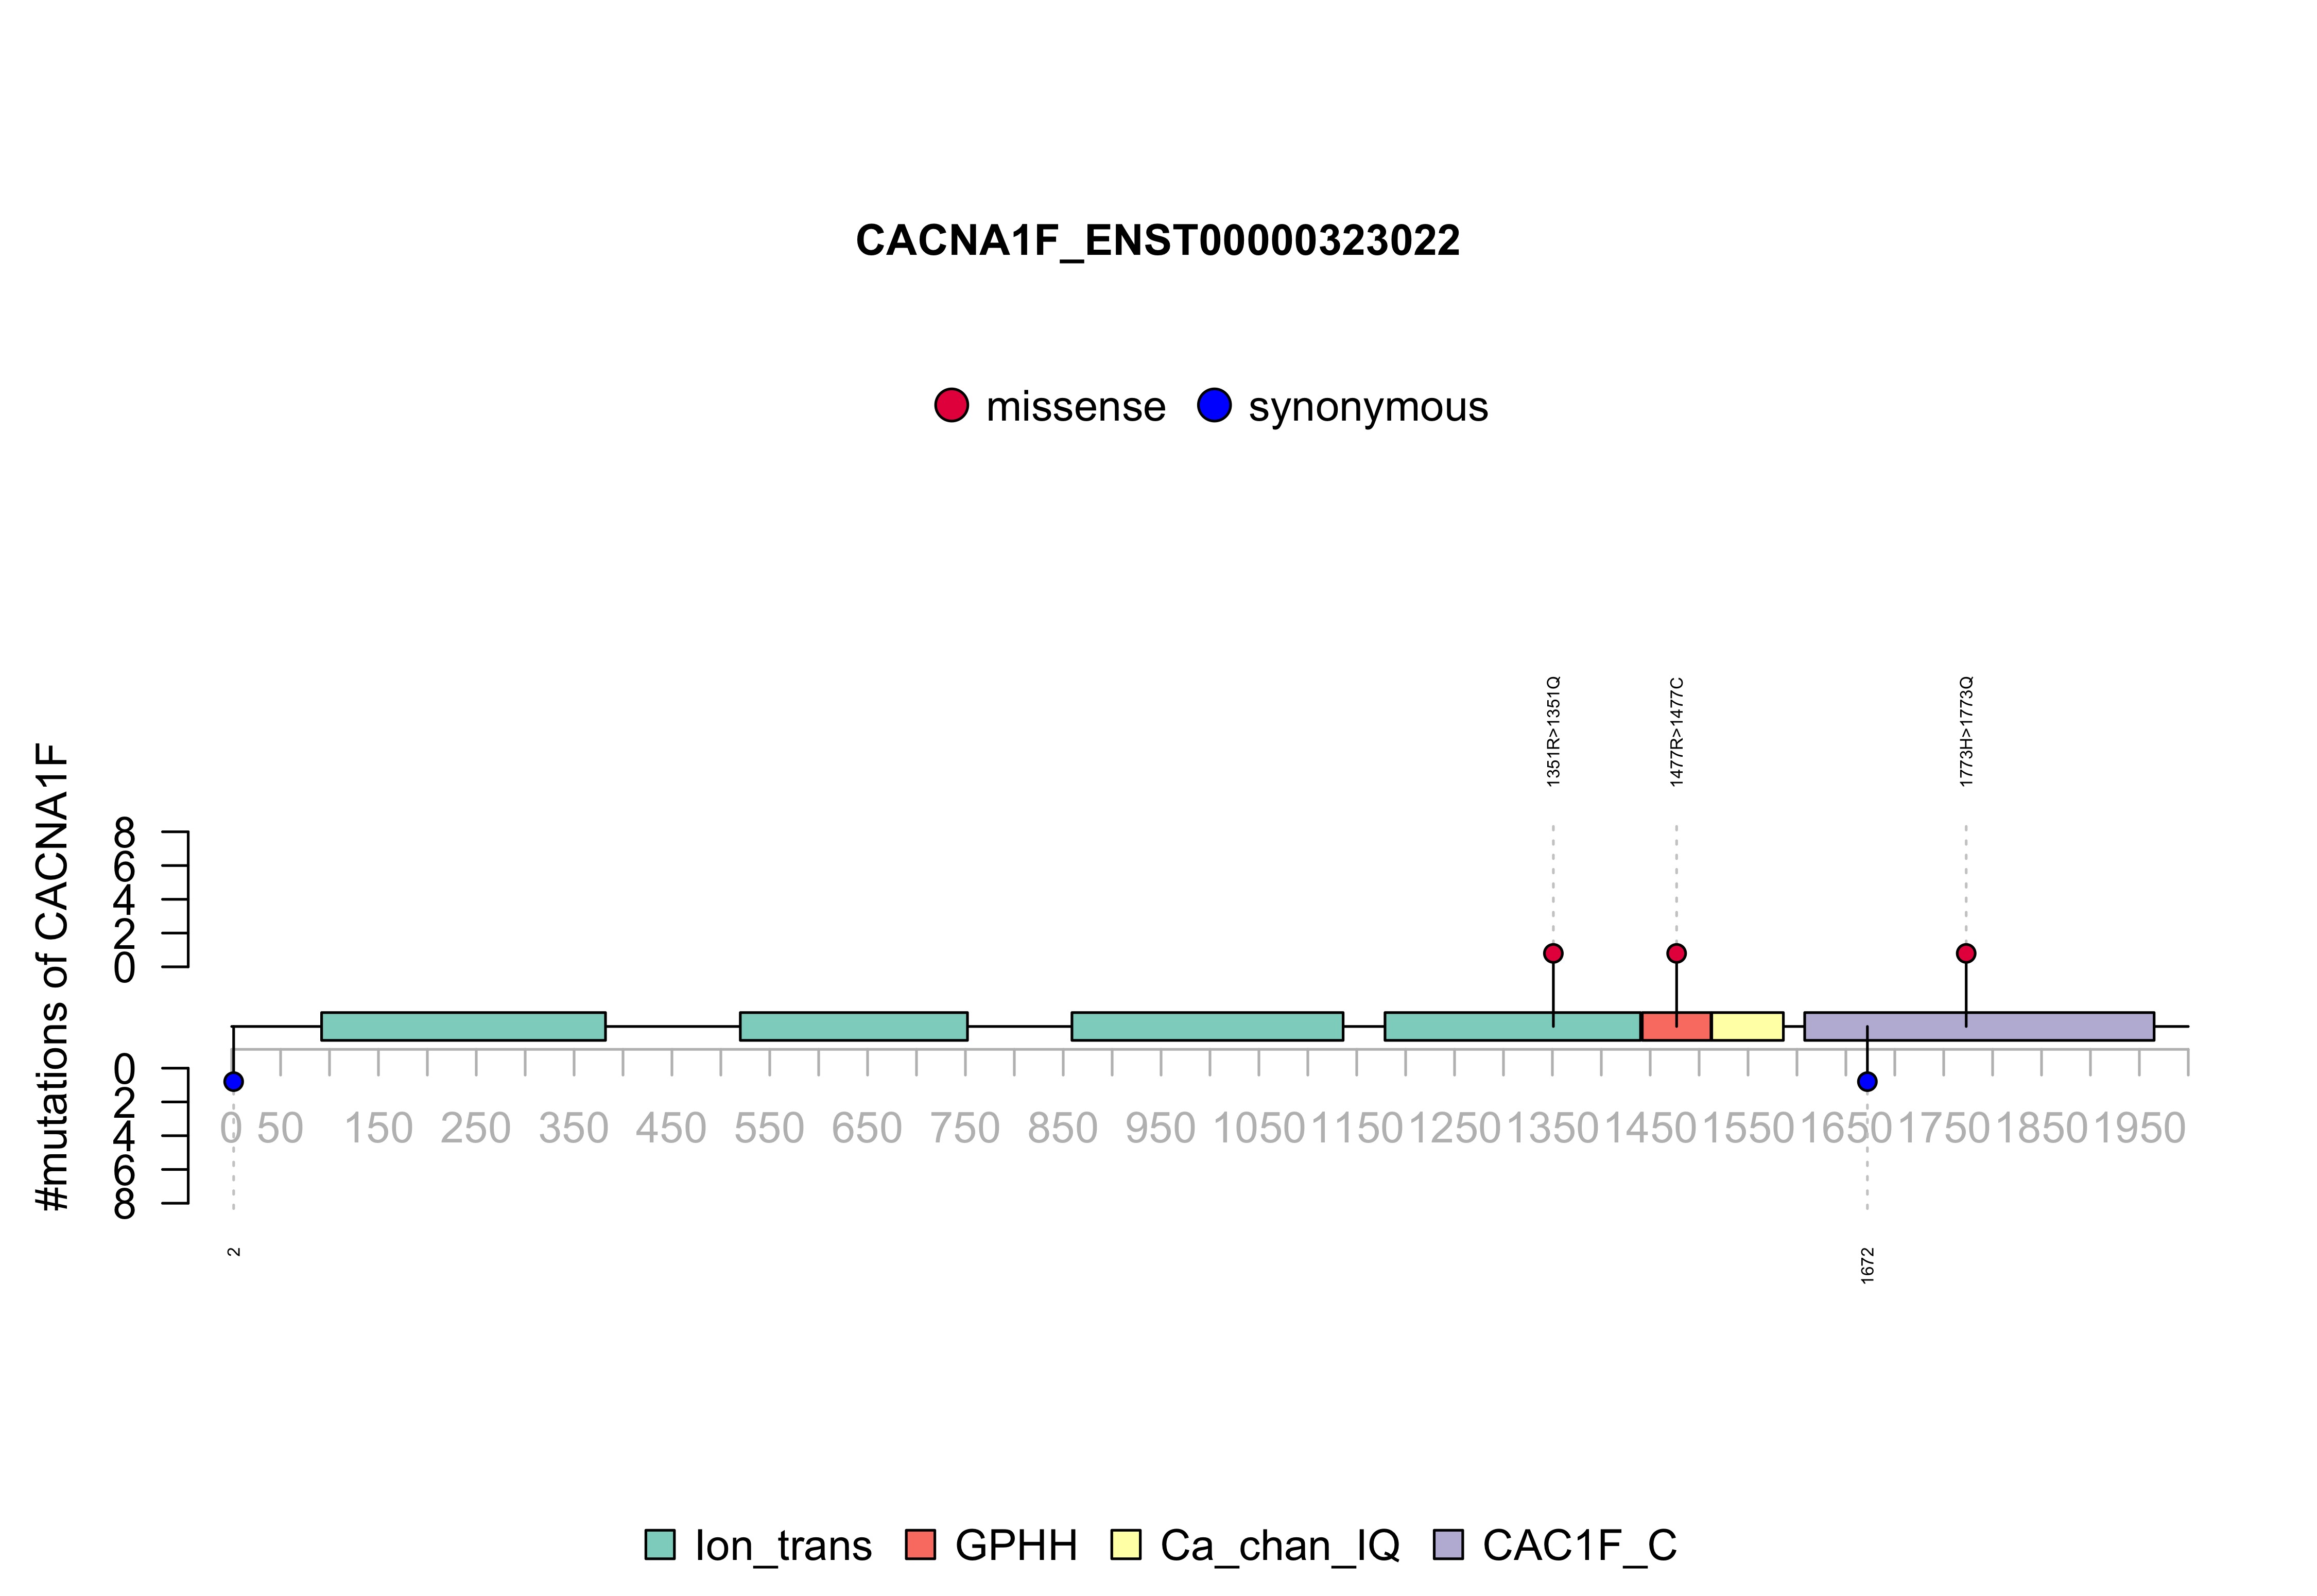 CACNA1F_ENST00000323022
missense synonymous
1351R>1351Q
1477R>1477C
1773H>1773Q
#mutations of CACNA1F
8
6
4
2
0
0
2
4
6
8
0 50 150 250 350 450 550 650 750 850 950 1050 1150 1250 1350 1450 1550 1650 1750 1850 1950
2
1672
Ion_trans GPHH Ca_chan_IQ CAC1F_C